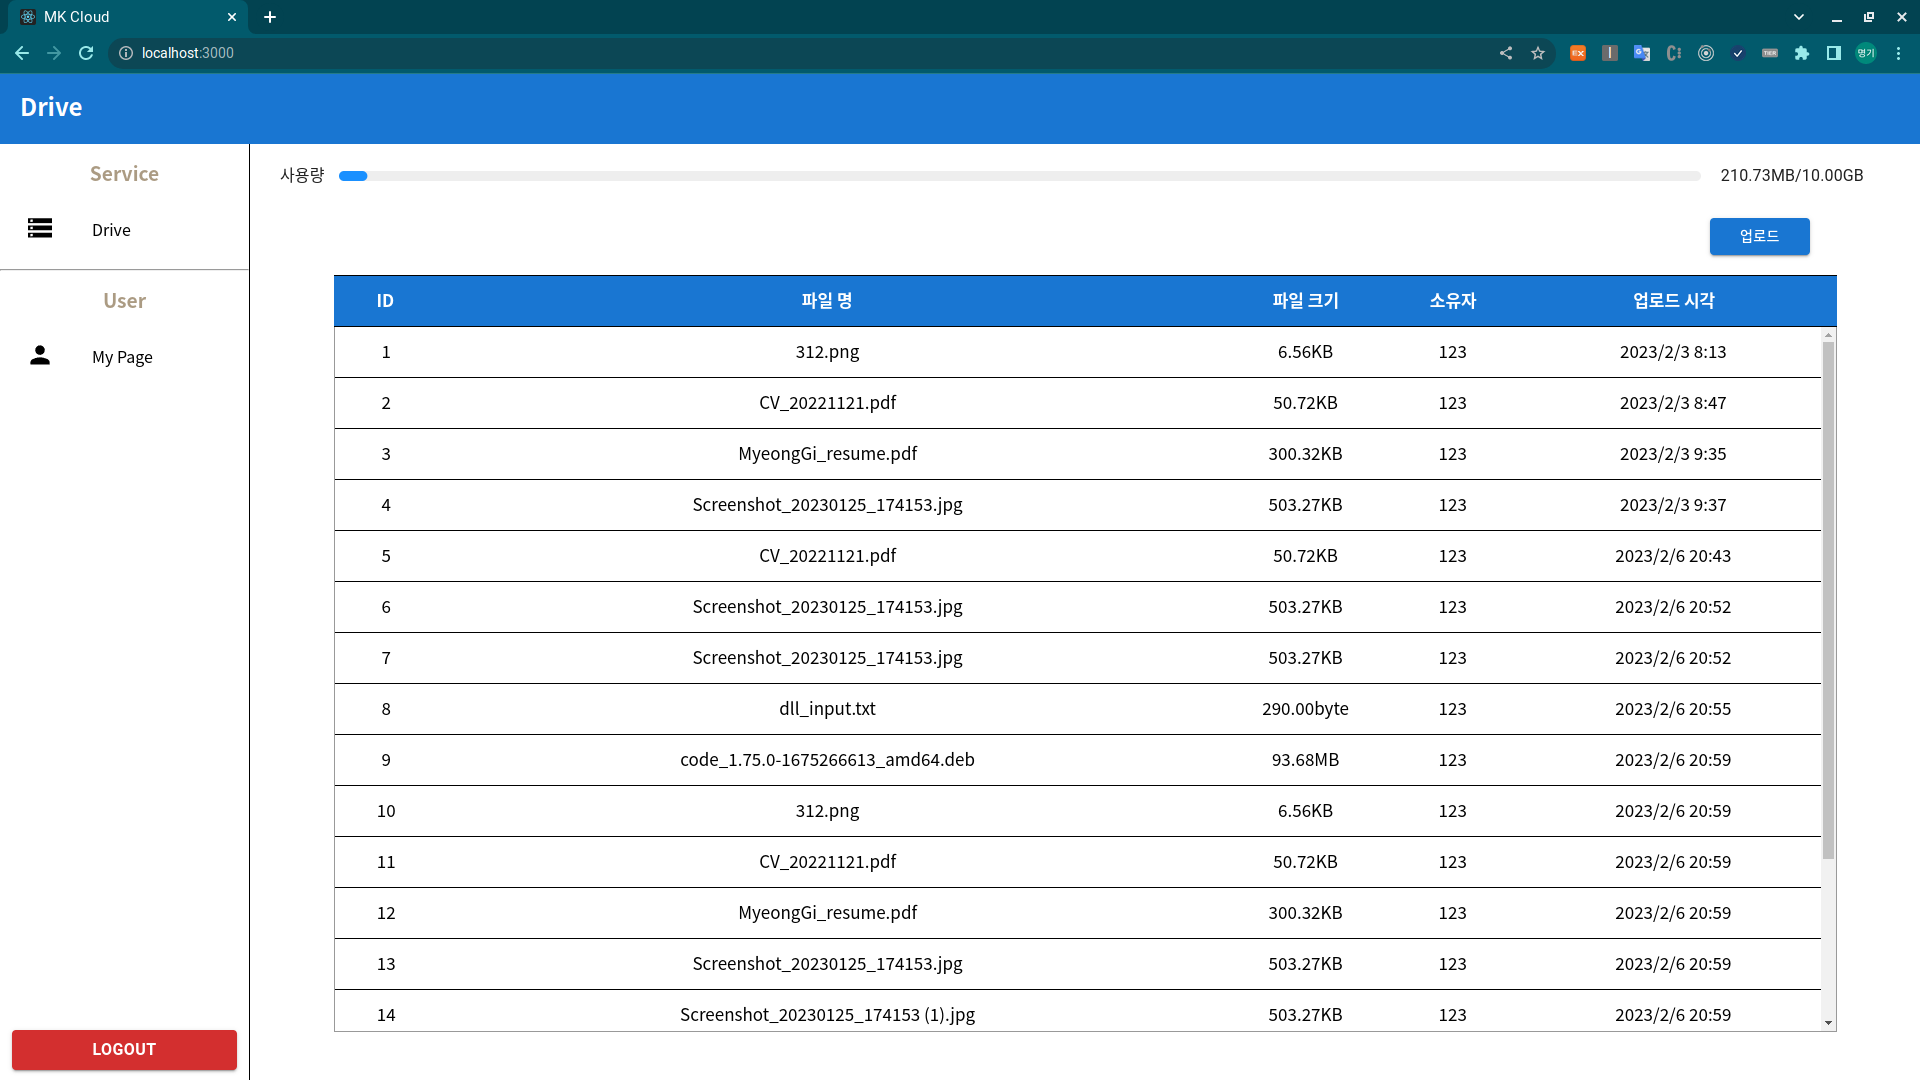 MK Cloud
localhost:3000
명기
Drive
Service
Drive
User
My Page
LOGOUT
사용량 210.73MB/10.00GB
업로드
ID 파일 명 파일 크기 소유자 업로드 시각
1 312.png 6.56KB 123 2023/2/3 8:13
2 CV_20221121.pdf 50.72KB 123 2023/2/3 8:47
3 MyeongGi_resume.pdf 300.32KB 123 2023/2/3 9:35
4 Screenshot_20230125_174153.jpg 503.27KB 123 2023/2/3 9:37
5 CV_20221121.pdf 50.72KB 123 2023/2/6 20:43
6 Screenshot_20230125_174153.jpg 503.27KB 123 2023/2/6 20:52
7 Screenshot_20230125_174153.jpg 503.27KB 123 2023/2/6 20:52
8 dll_input.txt 290.00byte 123 2023/2/6 20:55
9 code_1.75.0-1675266613_amd64.deb 93.68MB 123 2023/2/6 20:59
10 312.png 6.56KB 123 2023/2/6 20:59
11 CV_20221121.pdf 50.72KB 123 2023/2/6 20:59
12 MyeongGi_resume.pdf 300.32KB 123 2023/2/6 20:59
13 Screenshot_20230125_174153.jpg 503.27KB 123 2023/2/6 20:59
14 Screenshot_20230125_174153 (1).jpg 503.27KB 123 2023/2/6 20:59